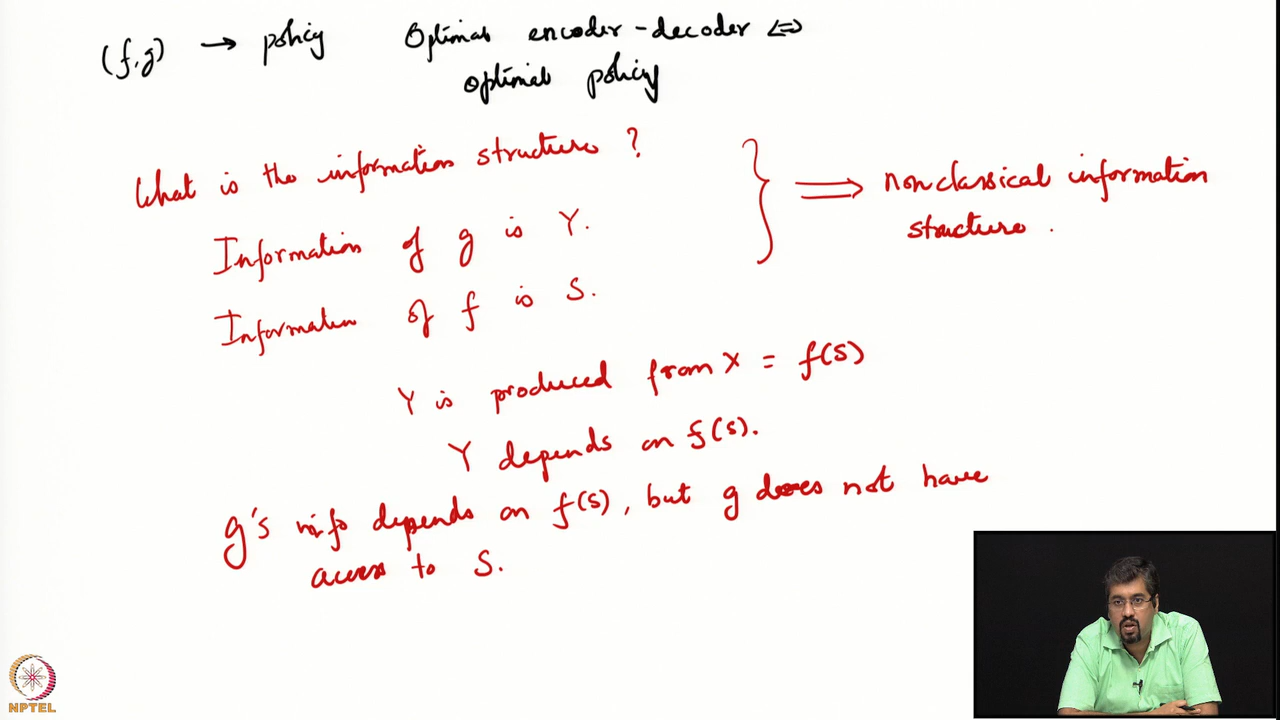 (f,g) → policy Optimal encoder-decoder ⇔
optimal policy
What is the information structure ?
Information of g is Y.
Information of f is S.
} ⟹ nonclassical information
structure.
Y is produced from X = f(S)
Y depends on f(S).
g's info depends on f(S), but g does not have
access to S.
NPTEL